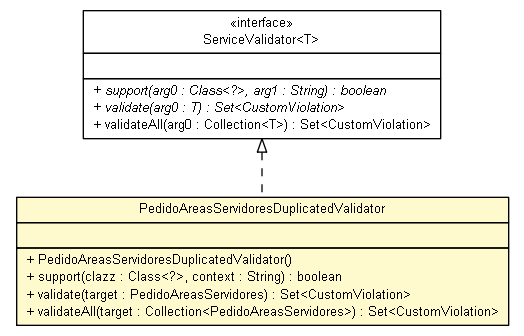 «interface»
ServiceValidator<T>
+ support(arg0 : Class<?>, arg1 : String) : boolean
+ validate(arg0 : T) : Set<CustomViolation>
+ validateAll(arg0 : Collection<T>) : Set<CustomViolation>
PedidoAreasServidoresDuplicatedValidator
+ PedidoAreasServidoresDuplicatedValidator()
+ support(clazz : Class<?>, context : String) : boolean
+ validate(target : PedidoAreasServidores) : Set<CustomViolation>
+ validateAll(target : Collection<PedidoAreasServidores>) : Set<CustomViolation>